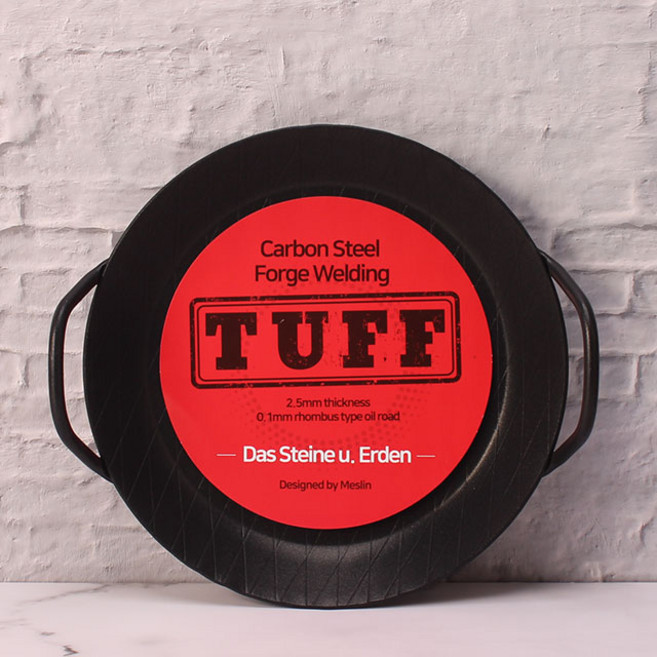 Carbon Steel
Forge Welding
TUFF
2.5mm thickness
0.1mm rhombus type oil road
Das Steine u. Erden
Designed by Meslin